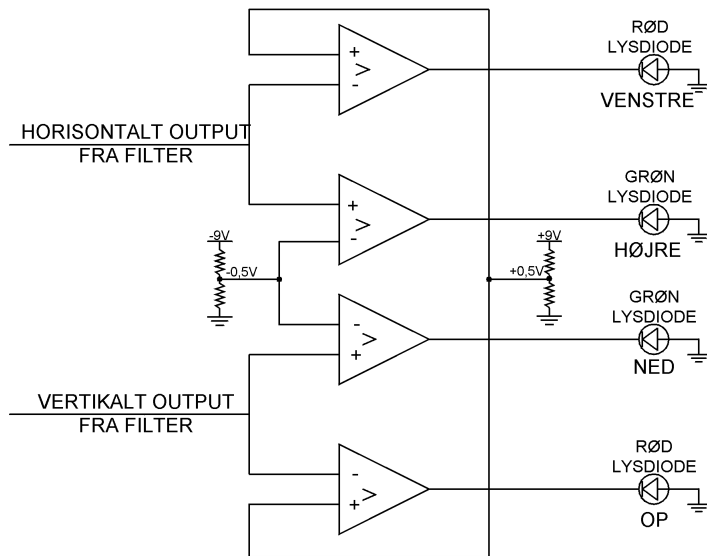 RØD
LYSDIODE
+
>
-
VENSTRE
HORISONTALT OUTPUT
FRA FILTER
GRØN
LYSDIODE
+
>
-
HØJRE
-9V
+9V
-0,5V
+0,5V
GRØN
LYSDIODE
-
>
+
NED
VERTIKALT OUTPUT
FRA FILTER
RØD
LYSDIODE
-
>
+
OP